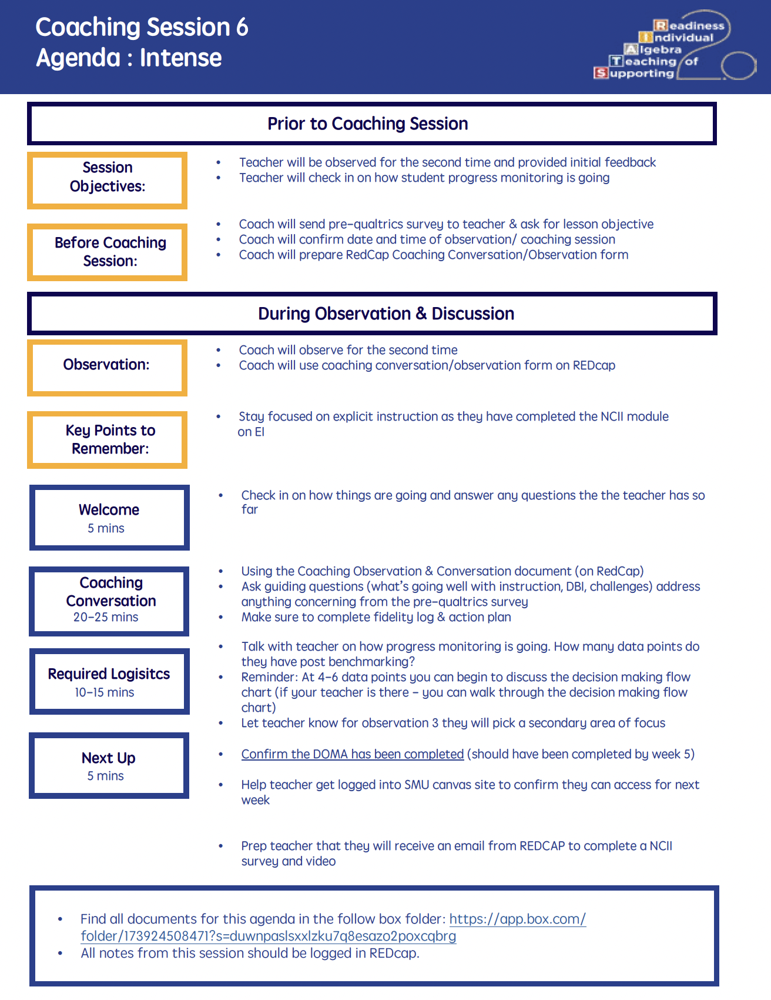 Coaching Session 6
Agenda : Intense
Readiness
Individual
Algebra
Teaching of
Supporting
2.0
Prior to Coaching Session
Session
Objectives:
• Teacher will be observed for the second time and provided initial feedback
• Teacher will check in on how student progress monitoring is going
Before Coaching
Session:
• Coach will send pre-qualtrics survey to teacher & ask for lesson objective
• Coach will confirm date and time of observation/ coaching session
• Coach will prepare RedCap Coaching Conversation/Observation form
During Observation & Discussion
Observation:
• Coach will observe for the second time
• Coach will use coaching conversation/observation form on REDcap
Key Points to
Remember:
• Stay focused on explicit instruction as they have completed the NCII module
on EI
Welcome
5 mins
• Check in on how things are going and answer any questions the the teacher has so
far
Coaching
Conversation
20-25 mins
• Using the Coaching Observation & Conversation document (on RedCap)
• Ask guiding questions (what's going well with instruction, DBI, challenges) address
anything concerning from the pre-qualtrics survey
• Make sure to complete fidelity log & action plan
Required Logisitcs
10-15 mins
• Talk with teacher on how progress monitoring is going. How many data points do
they have post benchmarking?
• Reminder: At 4-6 data points you can begin to discuss the decision making flow
chart (if your teacher is there - you can walk through the decision making flow
chart)
• Let teacher know for observation 3 they will pick a secondary area of focus
Next Up
5 mins
• Confirm the DOMA has been completed (should have been completed by week 5)
• Help teacher get logged into SMU canvas site to confirm they can access for next
week
• Prep teacher that they will receive an email from REDCAP to complete a NCII
survey and video
• Find all documents for this agenda in the follow box folder: https://app.box.com/
folder/173924508471?s=duwnpaslsxxlzku7q8esazo2poxcqbrg
• All notes from this session should be logged in REDcap.